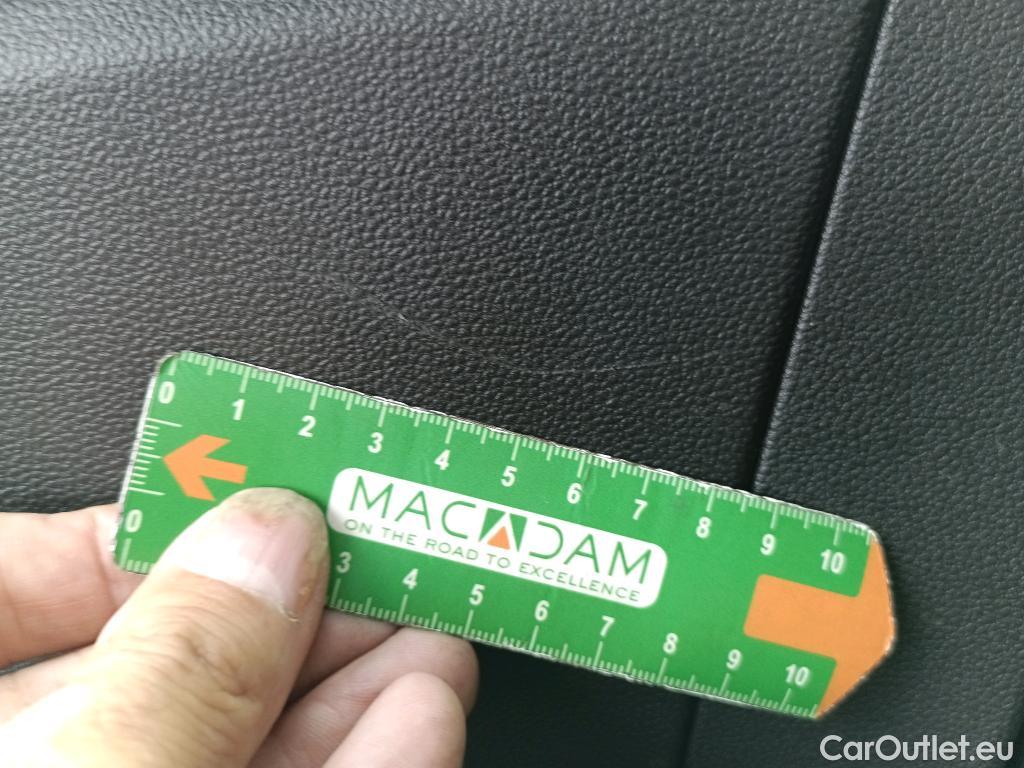 0 1 2 3 4 5 6 7 8 9 10
MACADAM
ON THE ROAD TO EXCELLENCE
0 3 4 5 6 7 8 9 10
CarOutlet.eu